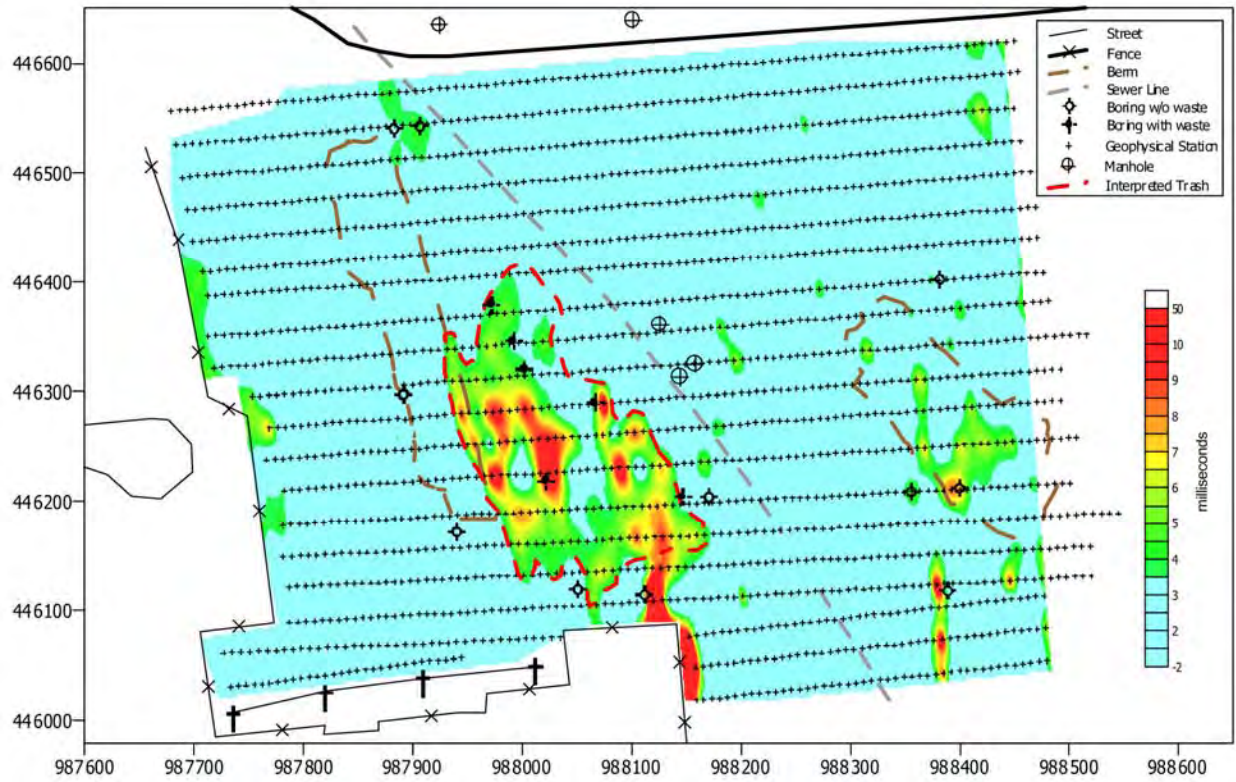 Street
Fence
Berm
Sewer Line
Boring w/o waste
Boring with waste
Geophysical Station
Manhole
Interpreted Trash
446600
446500
446400
446300
446200
446100
446000
50
10
9
8
7
6
5
4
3
2
-2
milliseconds
987600 987700 987800 987900 988000 988100 988200 988300 988400 988500 988600